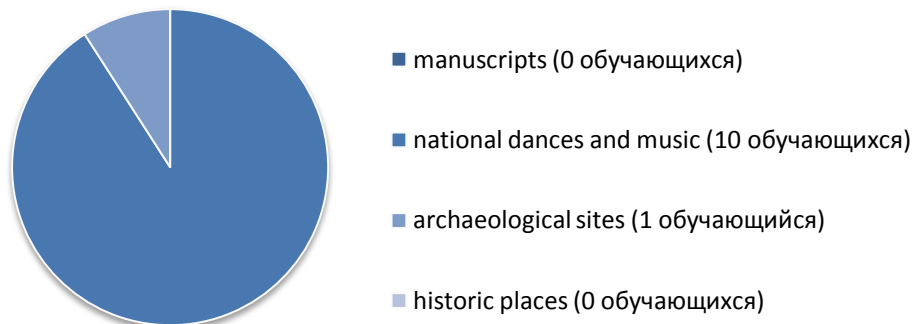 manuscripts (0 обучающихся)
national dances and music (10 обучающихся)
archaeological sites (1 обучающийся)
historic places (0 обучающихся)